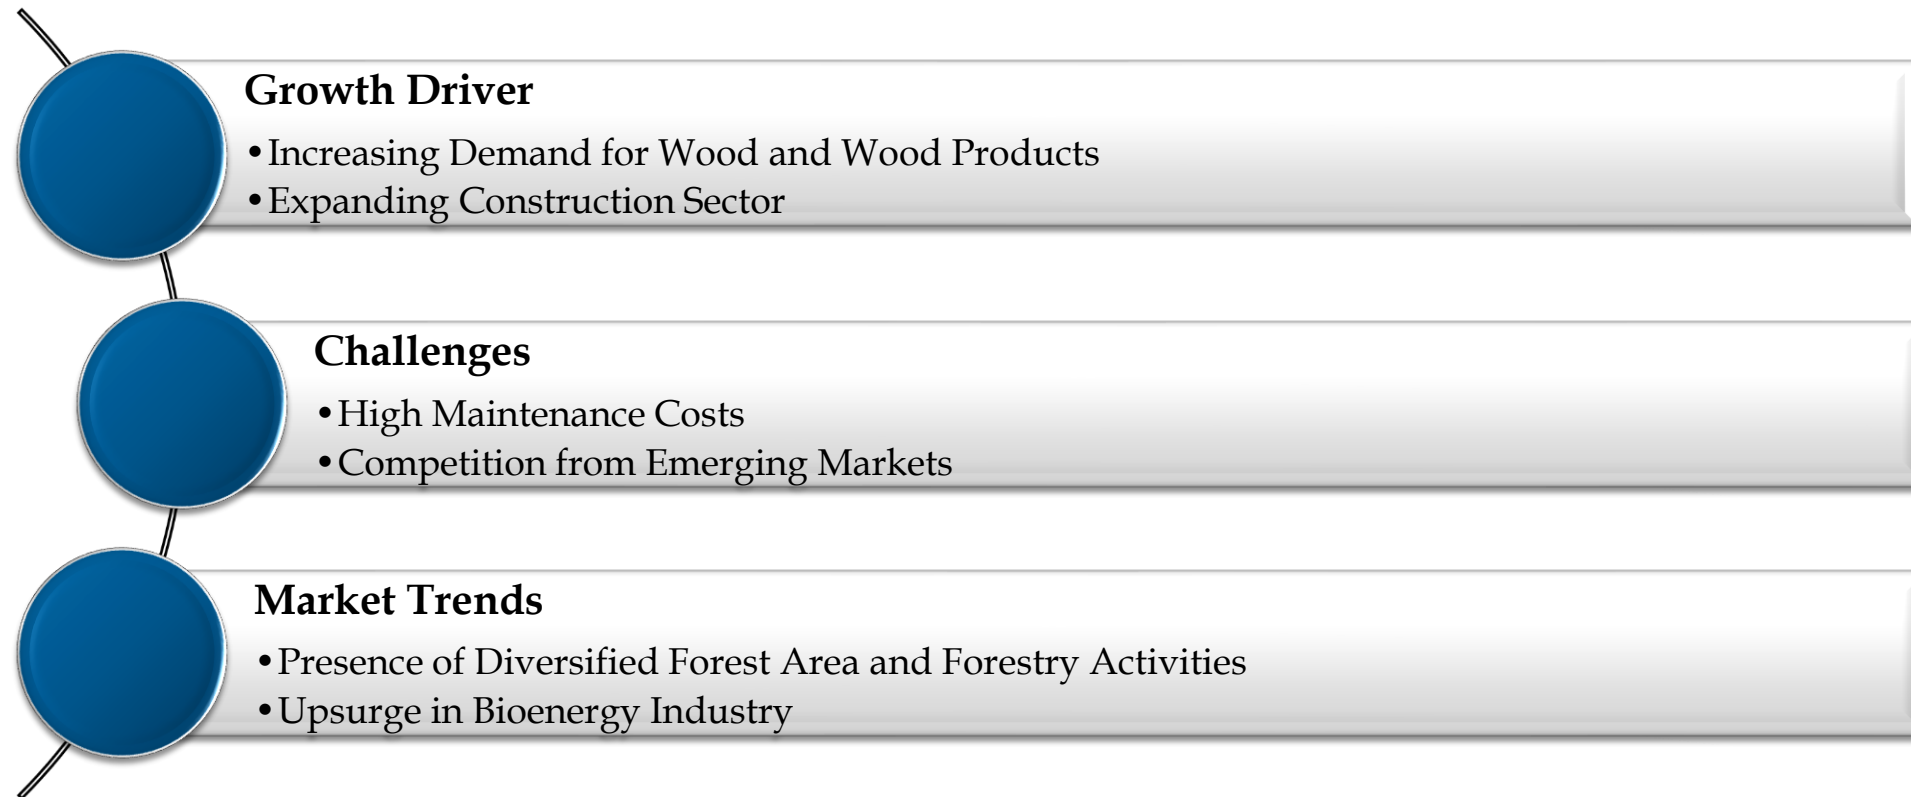 Growth Driver
•Increasing Demand for Wood and Wood Products
•Expanding Construction Sector
Challenges
•High Maintenance Costs
•Competition from Emerging Markets
Market Trends
•Presence of Diversified Forest Area and Forestry Activities
•Upsurge in Bioenergy Industry